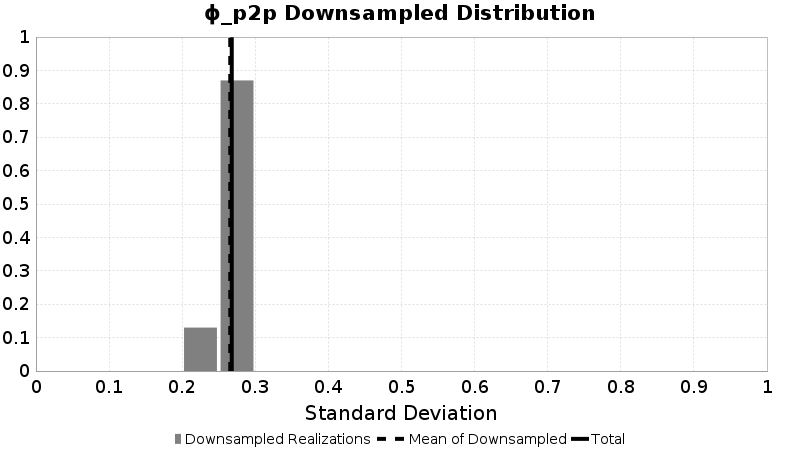 ϕ_p2p Downsampled Distribution
1
0.9
0.8
0.7
0.6
0.5
0.4
0.3
0.2
0.1
0
0 0.1 0.2 0.3 0.4 0.5 0.6 0.7 0.8 0.9 1
Standard Deviation
Downsampled Realizations Mean of Downsampled Total